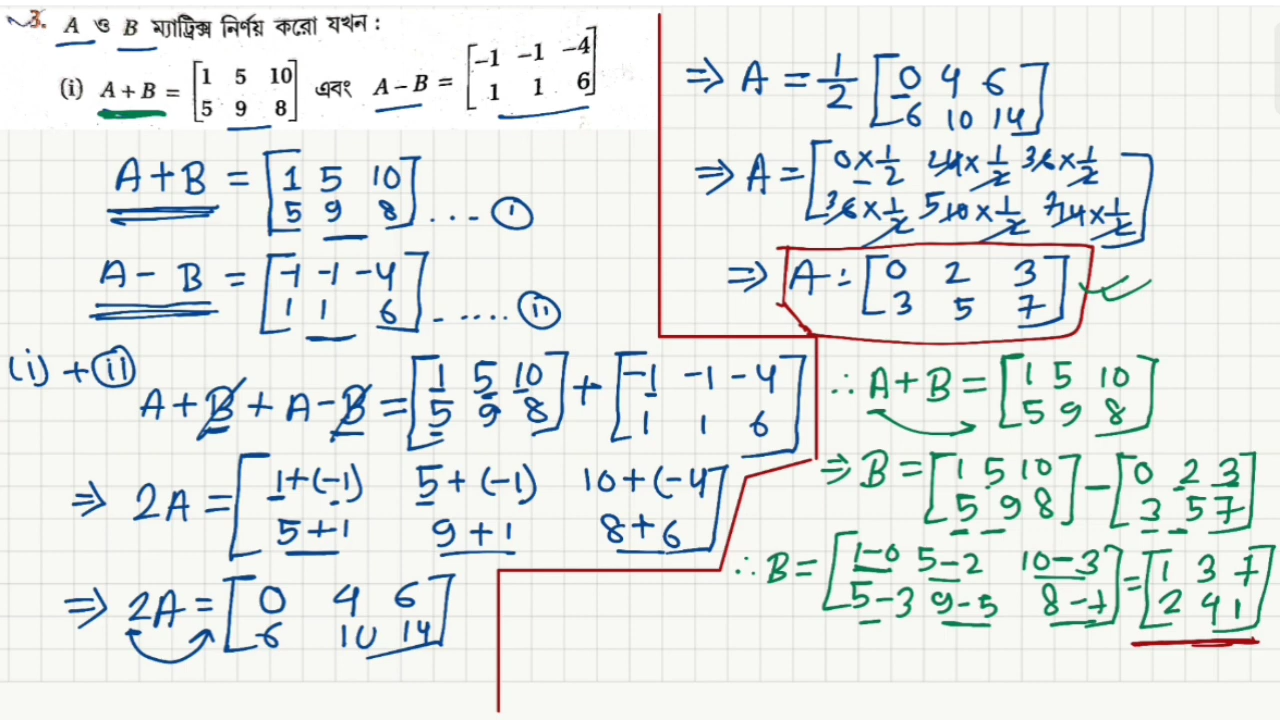 3. A ও B ম্যাট্রিক্স নির্ণয় করো যখন :
(i) A + B = [1 5 10
5 9 8] এবং A − B = [−1 −1 −4
1 1 6]
A + B = [1 5 10
5 9 8] ... (i)
A − B = [−1 −1 −4
1 1 6] ..... (ii)
(i) + (ii)
A + B + A − B = [1 5 10
5 9 8] + [−1 −1 −4
1 1 6]
⇒ 2A = [1+(−1) 5+(−1) 10+(−4
5+1 9+1 8+6]
⇒ 2A = [0 4 6
6 10 14]
⇒ A = 1/2 [0 4 6
6 10 14]
⇒ A = [0×1/2 2 4×1/2 3 6×1/2
3 6×1/2 5 10×1/2 7 14×1/2]
⇒ A = [0 2 3
3 5 7]
∴ A + B = [1 5 10
5 9 8]
⇒ B = [1 5 10
5 9 8] − [0 2 3
3 5 7]
∴ B = [1−0 5−2 10−3
5−3 9−5 8−7] = [1 3 7
2 4 1]